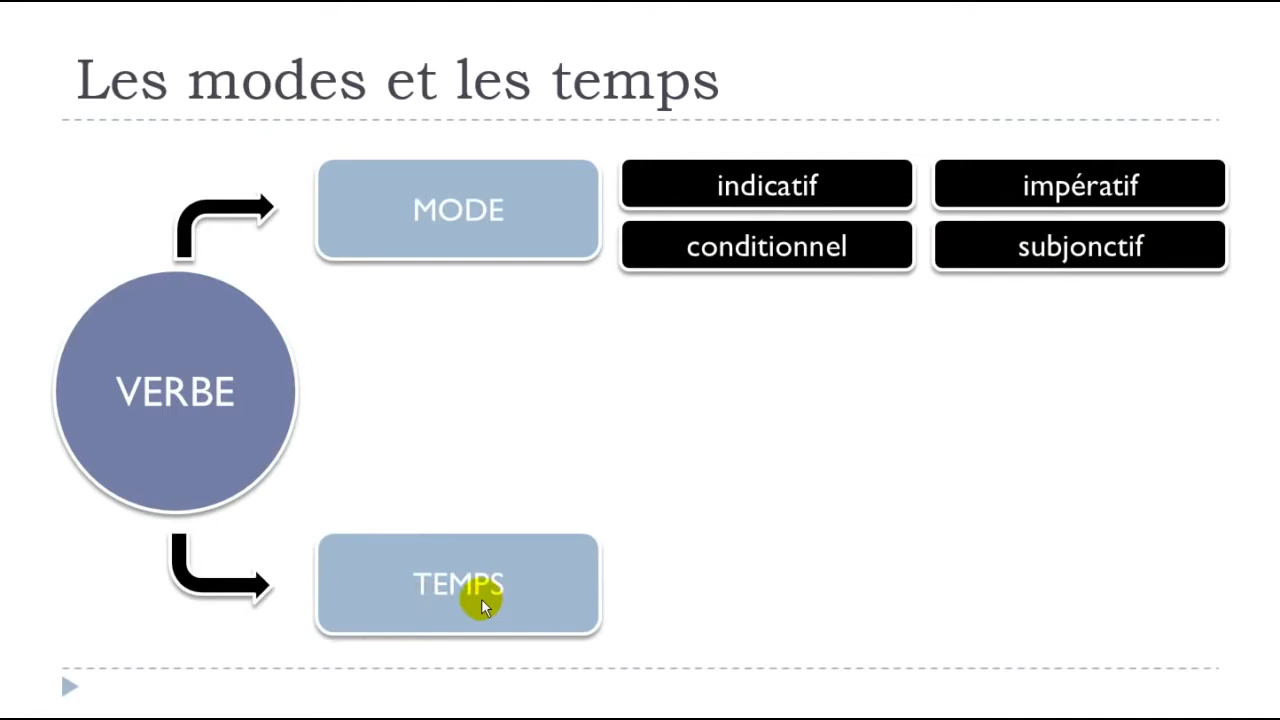 Les modes et les temps
MODE
indicatif
impératif
conditionnel
subjonctif
VERBE
TEMPS